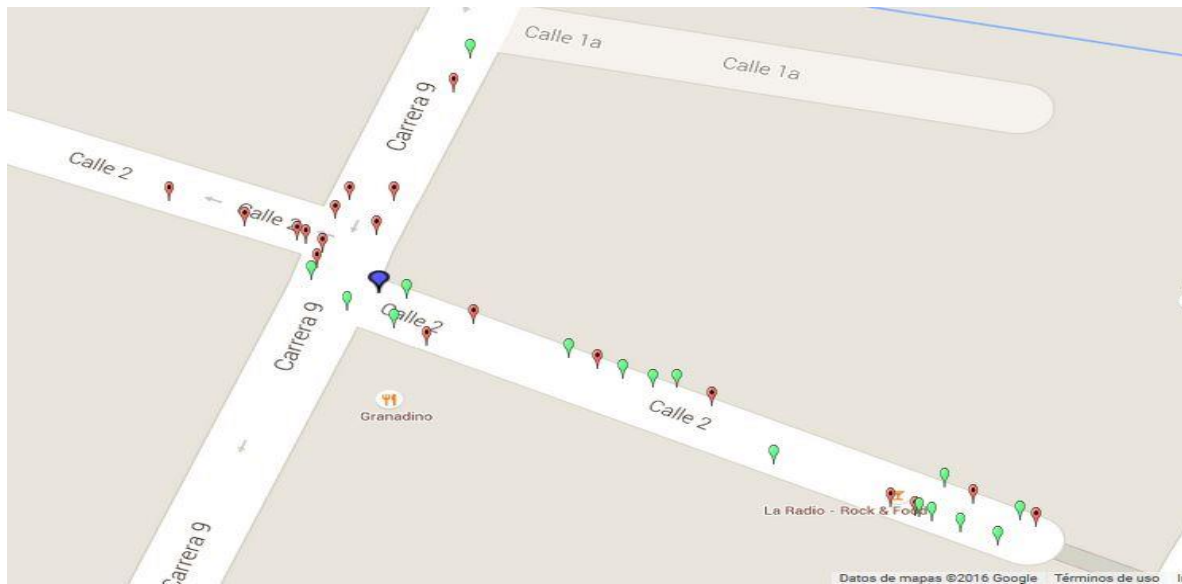 Calle 1a
Calle 1a
Carrera 9
Calle 2
Calle 2
Calle 2
Carrera 9
Granadino
Calle 2
La Radio - Rock & Food
Carrera 9
Datos de mapas ©2016 Google
Términos de uso